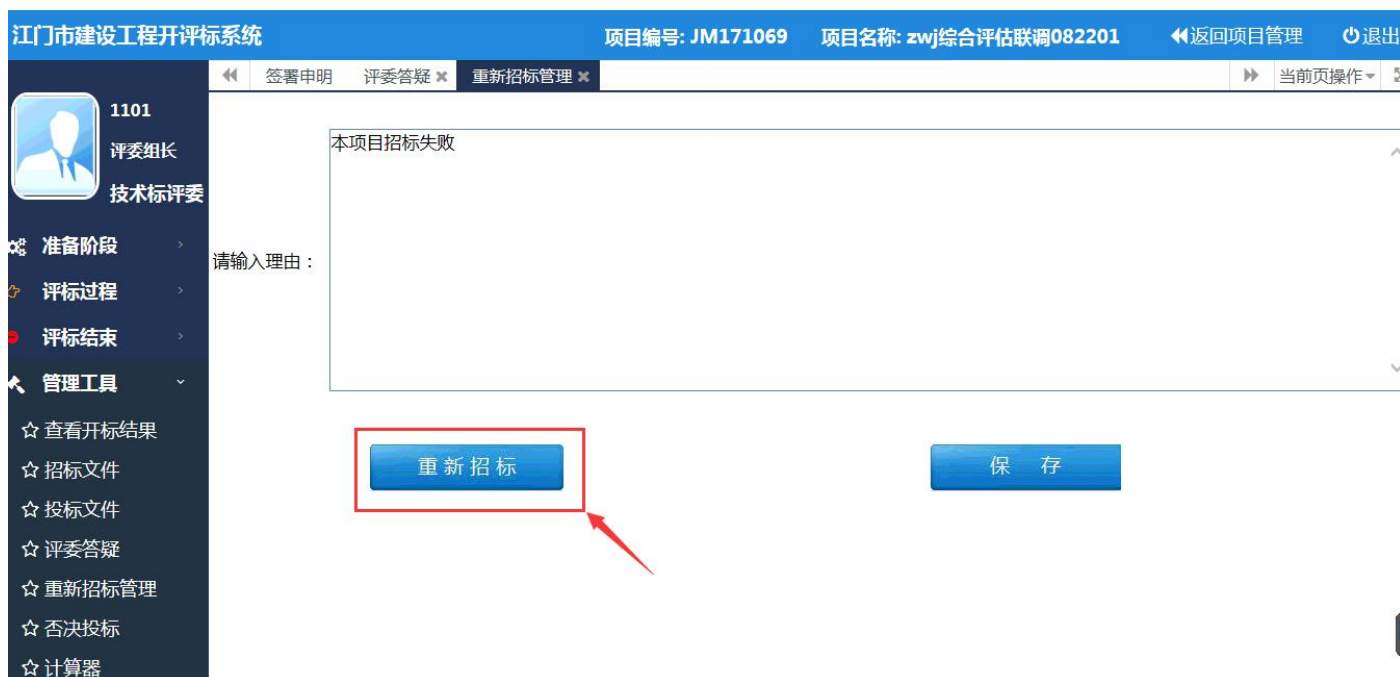 江门市建设工程开评标系统 项目编号: JM171069 项目名称: zwj综合评估联调082201 返回项目管理 退出
签署申明 评委答疑 重新招标管理 当前页操作
1101
评委组长
技术标评委
准备阶段
评标过程
评标结束
管理工具
查看开标结果
招标文件
投标文件
评委答疑
重新招标管理
否决投标
计算器
本项目招标失败
请输入理由：
重新招标 保 存